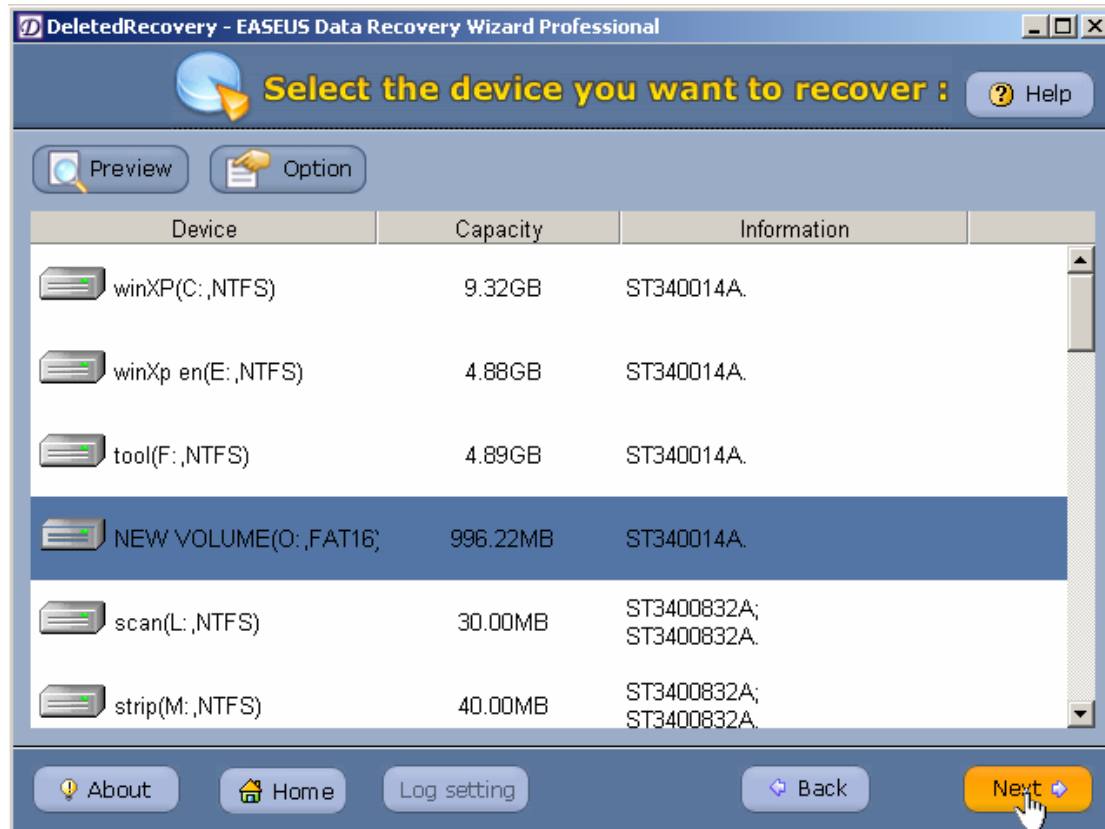 DeletedRecovery - EASEUS Data Recovery Wizard Professional
Select the device you want to recover :
Help
Preview Option
Device Capacity Information
winXP(C:,NTFS) 9.32GB ST340014A.
winXp en(E:,NTFS) 4.88GB ST340014A.
tool(F:,NTFS) 4.89GB ST340014A.
NEW VOLUME(O:,FAT16) 996.22MB ST340014A.
scan(L:,NTFS) 30.00MB ST3400832A;
ST3400832A.
strip(M:,NTFS) 40.00MB ST3400832A;
ST3400832A.
About Home Log setting Back Next